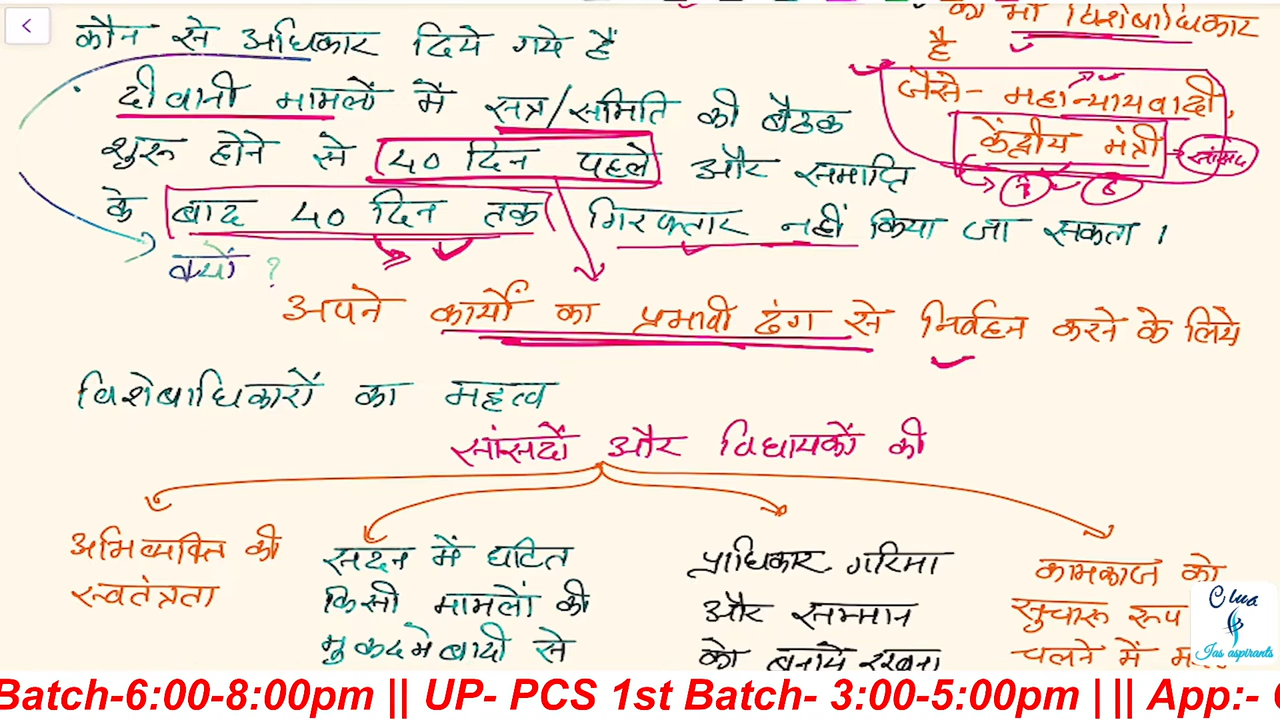 को भी विशेषाधिकार
है
जैसे- महान्यायवादी,
केंद्रीय मंत्री
सांसद
कौन से अधिकार दिये गये हैं
दीवानी मामलों में सत्र/समिति की बैठक
शुरू होने से 40 दिन पहले और समाप्ति
के बाद 40 दिन तक गिरफ्तार नहीं किया जा सकता ।
क्यों ?
अपने कार्यों का प्रभावी ढंग से निर्वहन करने के लिये
विशेषाधिकारों का महत्व
सांसदों और विधायकों की
अभिव्यक्ति की
स्वतंत्रता
सदन में घटित
किसी मामलों की
मुकदमेबादी से
प्राधिकार गरिमा
और सम्मान
को बनाये रखना
कामकाज को
सुचारू रूप
चलने में
Jas aspirants
Batch-6:00-8:00pm || UP- PCS 1st Batch- 3:00-5:00pm | || App:-